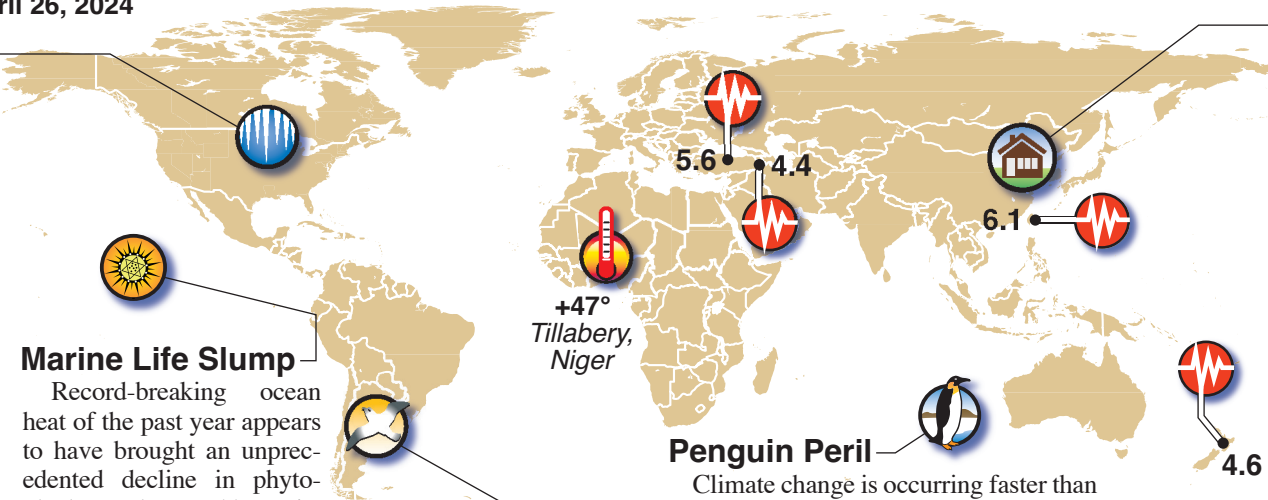 April 26, 2024
5.6
4.4
6.1
+47°
Tillabery,
Niger
Marine Life Slump
Record-breaking ocean
heat of the past year appears
to have brought an unprec-
edented decline in phyto-
Penguin Peril
Climate change is occurring faster than
4.6